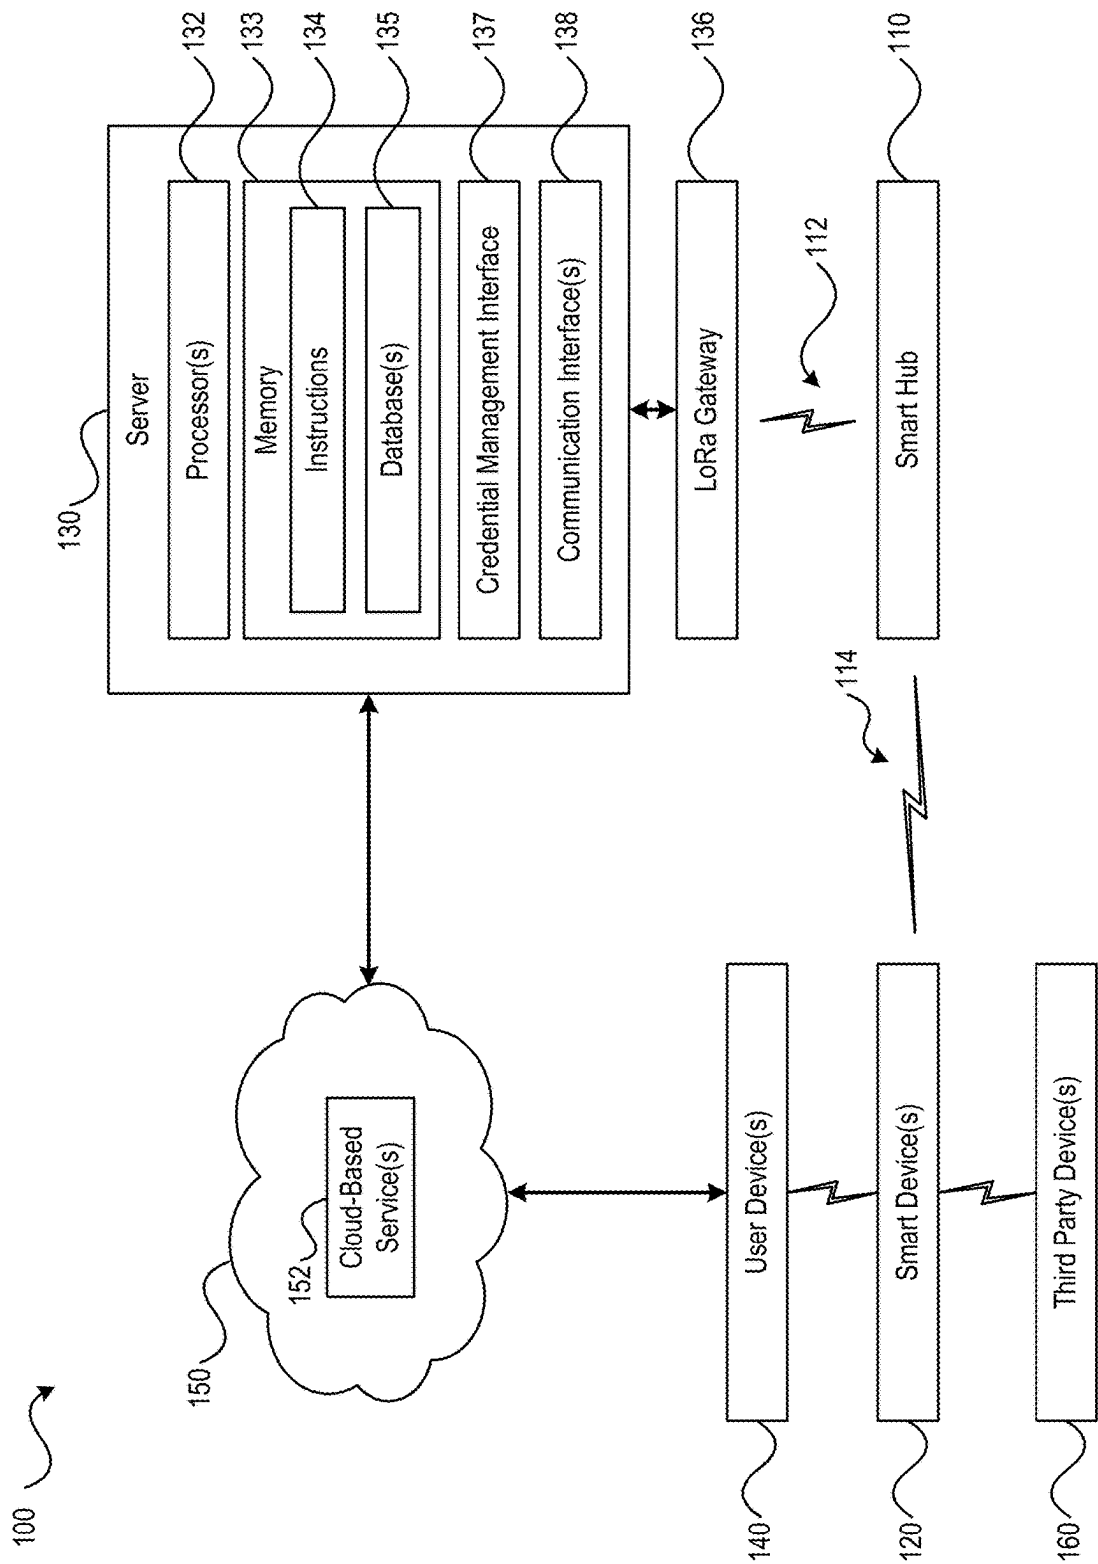 100
150
152
Cloud-Based
Service(s)
130
Server
Processor(s)
132
Memory
133
Instructions
134
Database(s)
135
Credential Management Interface
137
Communication Interface(s)
138
LoRa Gateway
136
112
Smart Hub
110
114
140
User Device(s)
120
Smart Device(s)
160
Third Party Device(s)